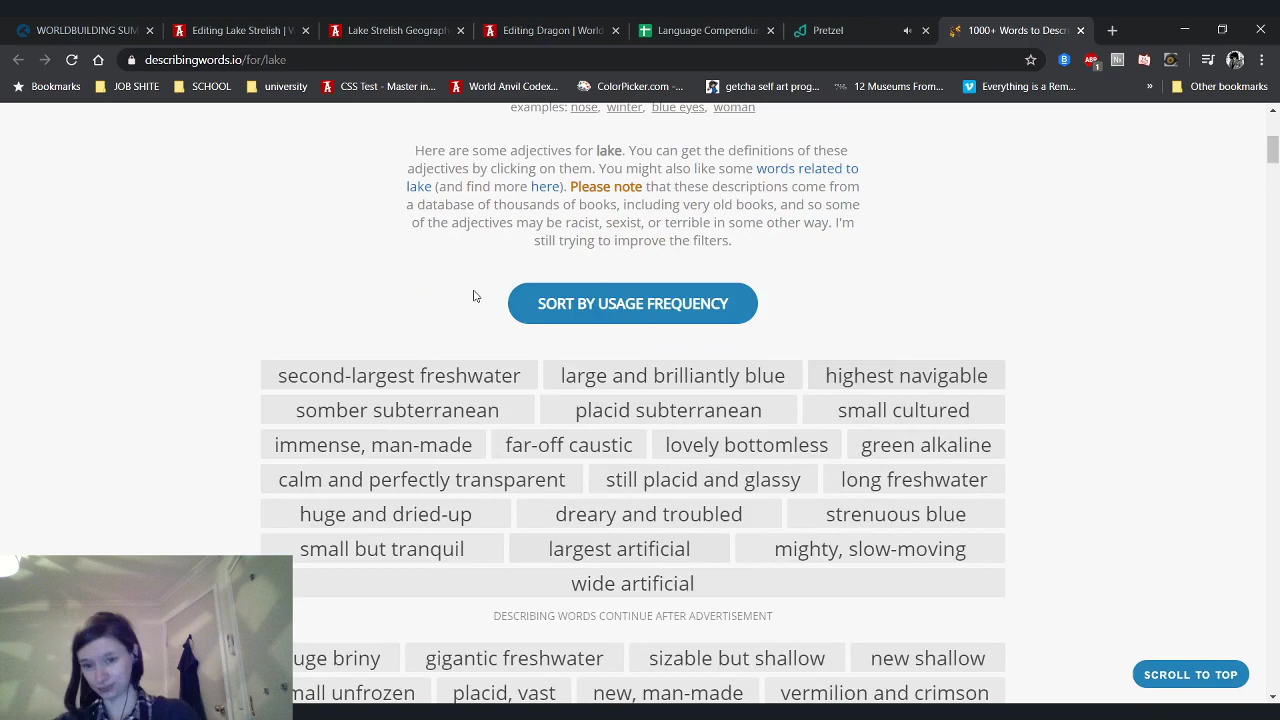 WORLDBUILDING SUM
Editing Lake Strelish | W
Lake Strelish Geograph
Editing Dragon | World
Language Compendiu
Pretzel
1000+ Words to Descri
describingwords.io/for/lake
Bookmarks
JOB SHITE
SCHOOL
university
CSS Test - Master in...
World Anvil Codex...
ColorPicker.com -...
getcha self art prog...
12 Museums From...
Everything is a Rem...
»
Other bookmarks
examples: nose, winter, blue eyes, woman
Here are some adjectives for lake. You can get the definitions of these
adjectives by clicking on them. You might also like some words related to
lake (and find more here). Please note that these descriptions come from
a database of thousands of books, including very old books, and so some
of the adjectives may be racist, sexist, or terrible in some other way. I'm
still trying to improve the filters.
SORT BY USAGE FREQUENCY
second-largest freshwater large and brilliantly blue highest navigable
somber subterranean placid subterranean small cultured
immense, man-made far-off caustic lovely bottomless green alkaline
calm and perfectly transparent still placid and glassy long freshwater
huge and dried-up dreary and troubled strenuous blue
small but tranquil largest artificial mighty, slow-moving
wide artificial
DESCRIBING WORDS CONTINUE AFTER ADVERTISEMENT
uge briny gigantic freshwater sizable but shallow new shallow
mall unfrozen placid, vast new, man-made vermilion and crimson
SCROLL TO TOP